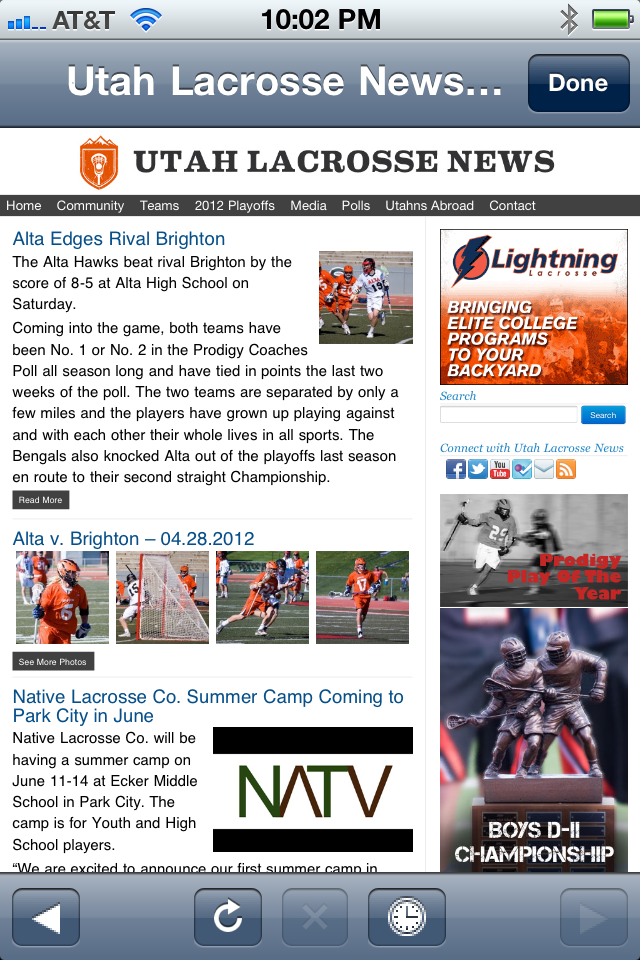 AT&T 10:02 PM
Utah Lacrosse News... Done
UTAH LACROSSE NEWS
Home Community Teams 2012 Playoffs Media Polls Utahns Abroad Contact
Alta Edges Rival Brighton
The Alta Hawks beat rival Brighton by the
score of 8-5 at Alta High School on
Saturday.
Coming into the game, both teams have
been No. 1 or No. 2 in the Prodigy Coaches
Poll all season long and have tied in points the last two
weeks of the poll. The two teams are separated by only a
few miles and the players have grown up playing against
and with each other their whole lives in all sports. The
Bengals also knocked Alta out of the playoffs last season
en route to their second straight Championship.
Read More
Alta v. Brighton – 04.28.2012
See More Photos
Native Lacrosse Co. Summer Camp Coming to
Park City in June
Native Lacrosse Co. will be
having a summer camp on
June 11-14 at Ecker Middle
School in Park City. The
camp is for Youth and High
School players.
NATV
“We are excited to announce our first summer camp in
Lightning
Lacrosse
BRINGING
ELITE COLLEGE
PROGRAMS
TO YOUR
BACKYARD
Search
Search
Connect with Utah Lacrosse News
You
Tube
Prodigy
Play Of The
Year
BOYS D-II
CHAMPIONSHIP